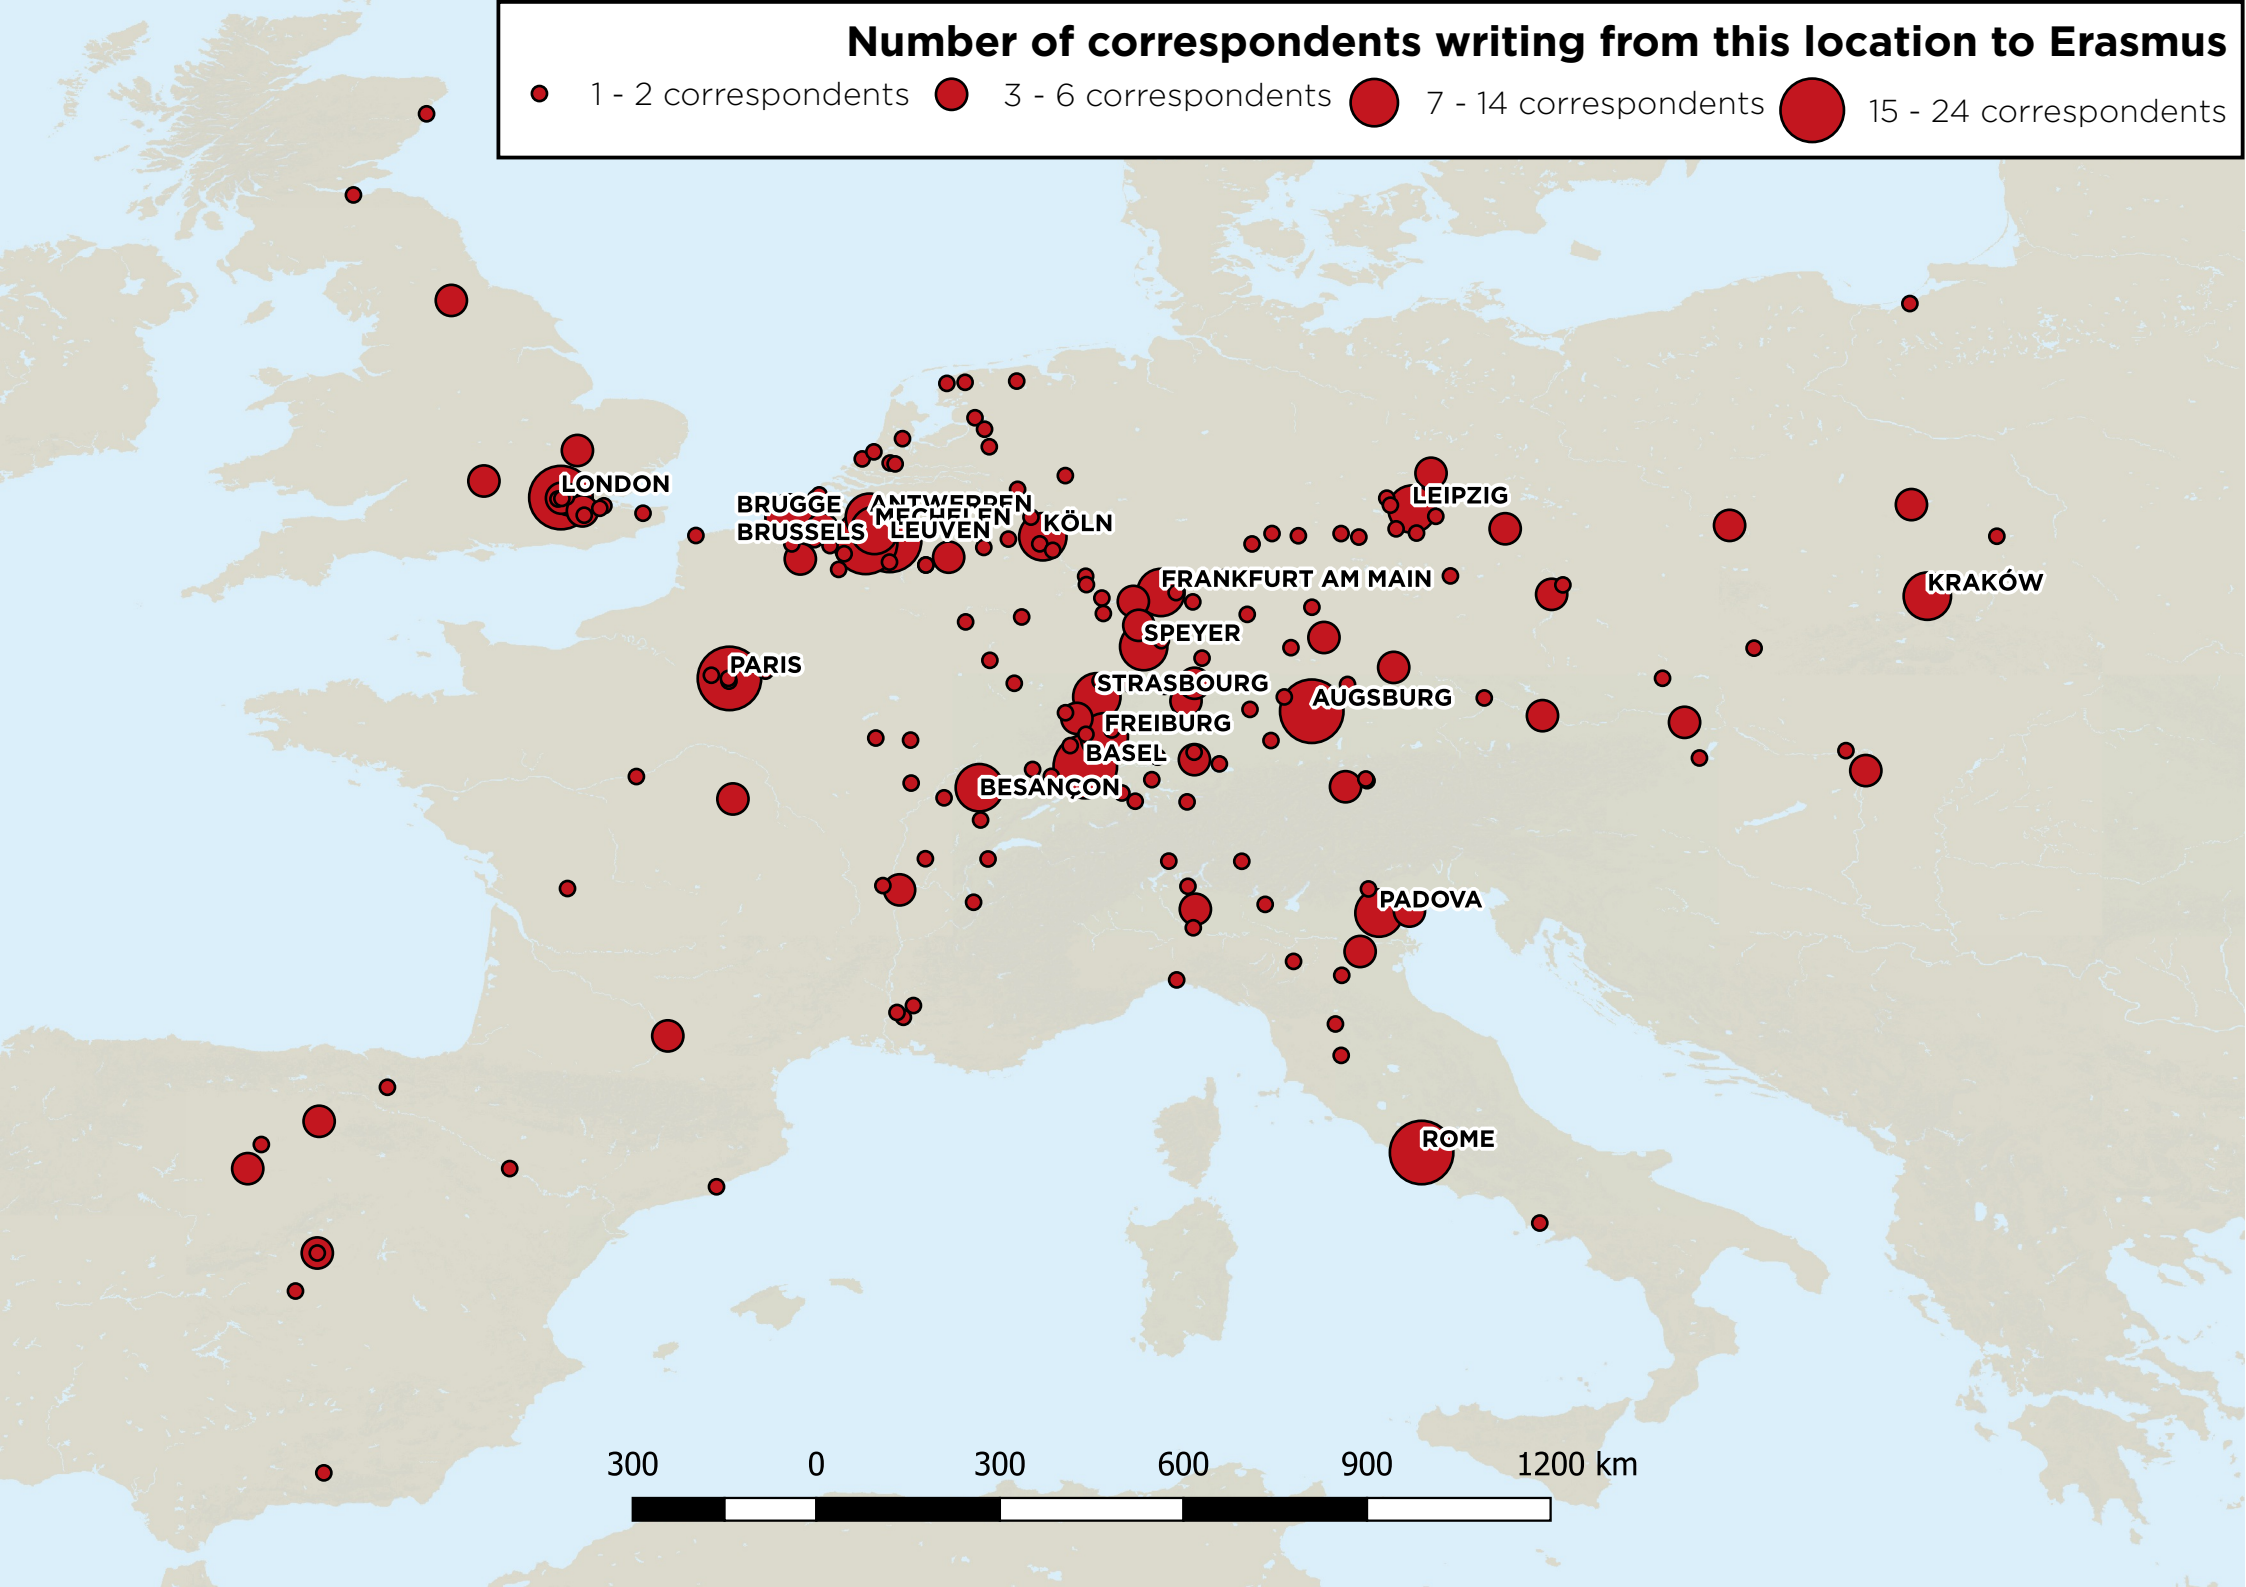 Number of correspondents writing from this location to Erasmus
1 - 2 correspondents 3 - 6 correspondents 7 - 14 correspondents 15 - 24 correspondents
LONDON
BRUGGE
ANTWERPEN
MECHELEN
BRUSSELS
LEUVEN
KÖLN
LEIPZIG
FRANKFURT AM MAIN
KRAKÓW
SPEYER
PARIS
STRASBOURG
AUGSBURG
FREIBURG
BASEL
BESANÇON
PADOVA
ROME
300 0 300 600 900 1200 km